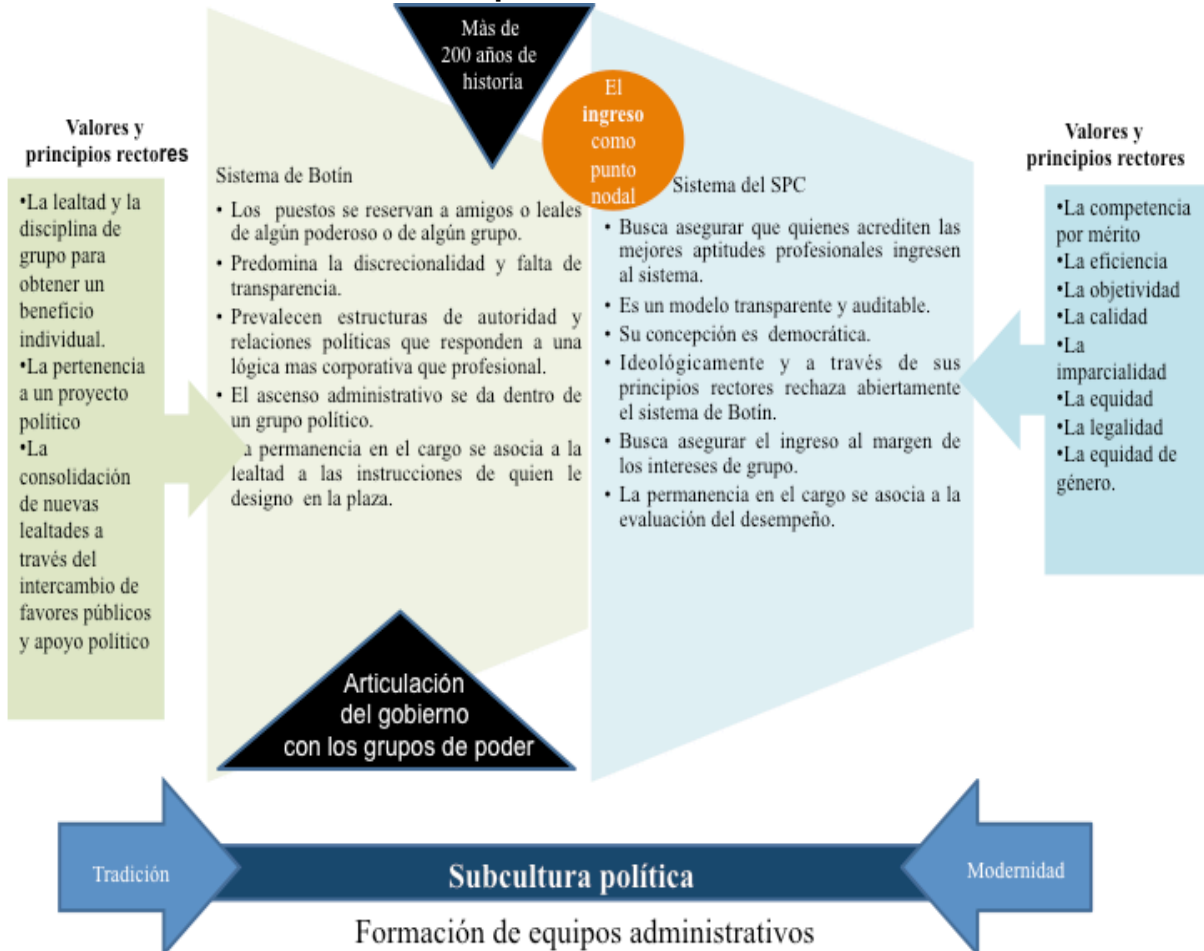 Màs de
200 años de
historía
El
ingreso
como
punto
nodal
Valores y
principios rectores
•La lealtad y la
disciplina de
grupo para
obtener un
beneficio
individual.
•La pertenencia
a un proyecto
político
•La
consolidación
de nuevas
lealtades a
través del
intercambio de
favores públicos
y apoyo político
Sistema de Botín
• Los puestos se reservan a amigos o leales
de algún poderoso o de algún grupo.
• Predomina la discrecionalidad y falta de
transparencia.
• Prevalecen estructuras de autoridad y
relaciones políticas que responden a una
lógica mas corporativa que profesional.
• El ascenso administrativo se da dentro de
un grupo político.
permanencia en el cargo se asocia a la
lealtad a las instrucciones de quien le
designo en la plaza.
Sistema del SPC
• Busca asegurar que quienes acrediten las
mejores aptitudes profesionales ingresen
al sistema.
• Es un modelo transparente y auditable.
• Su concepción es democrática.
• Ideológicamente y a través de sus
principios rectores rechaza abiertamente
el sistema de Botín.
• Busca asegurar el ingreso al margen de
los intereses de grupo.
• La permanencia en el cargo se asocia a la
evaluación del desempeño.
Valores y
principios rectores
•La competencia
por mérito
•La eficiencia
•La objetividad
•La calidad
•La
imparcialidad
•La equidad
•La legalidad
•La equidad de
género.
Articulación
del gobierno
con los grupos de poder
Tradición
Subcultura política
Modernidad
Formación de equipos administrativos